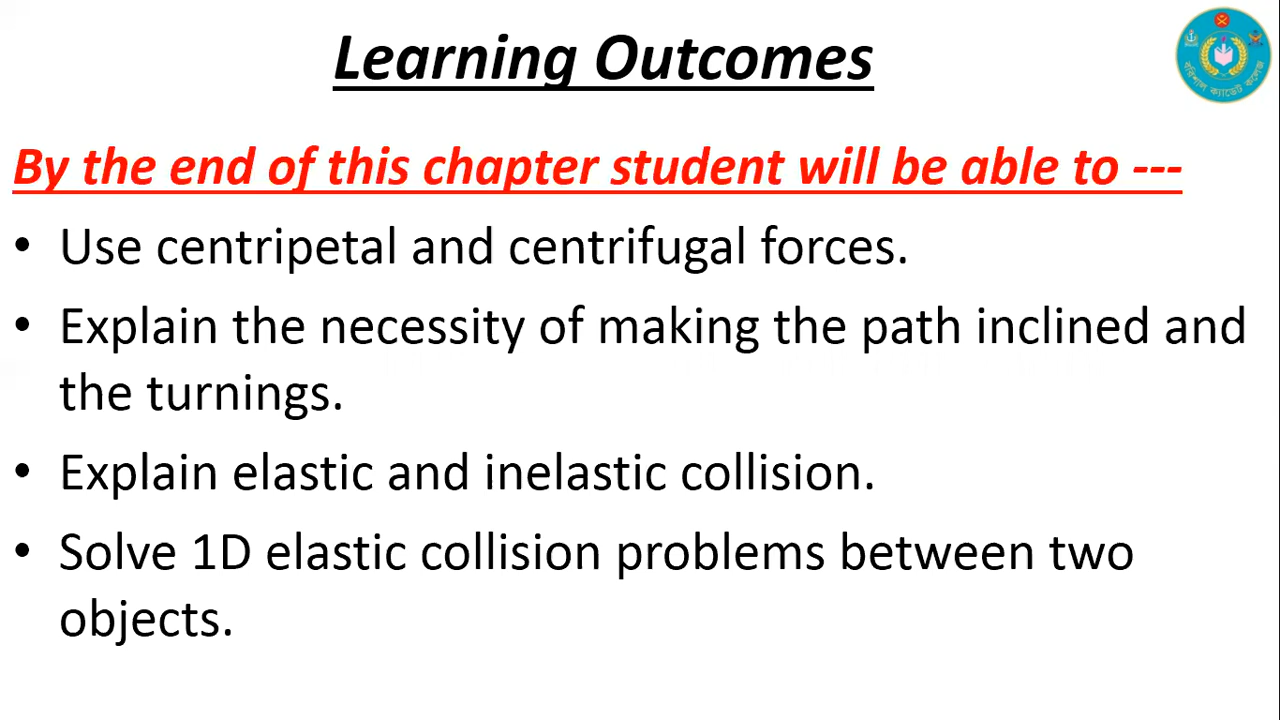 Learning Outcomes
বরিশাল ক্যাডেট কলেজ
By the end of this chapter student will be able to ---
• Use centripetal and centrifugal forces.
• Explain the necessity of making the path inclined and
the turnings.
• Explain elastic and inelastic collision.
• Solve 1D elastic collision problems between two
objects.